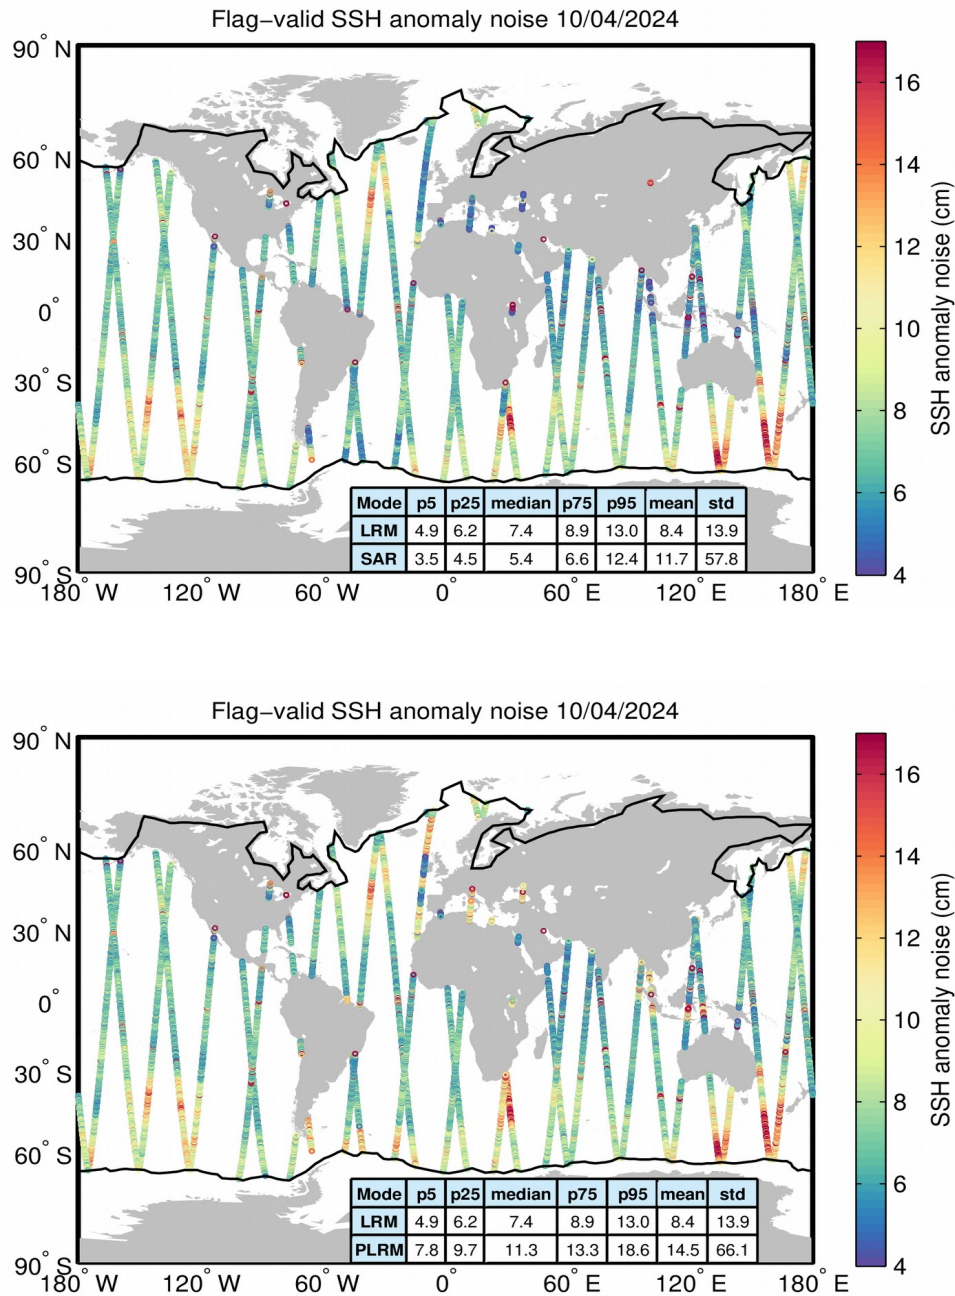 Flag−valid SSH anomaly noise 10/04/2024
90° N
60° N
30° N
0°
30° S
60° S
90° S
180° W
120° W
60° W
0°
60° E
120° E
180° E
16
14
12
10
8
6
4
SSH anomaly noise (cm)
Mode p5 p25 median p75 p95 mean std
LRM 4.9 6.2 7.4 8.9 13.0 8.4 13.9
SAR 3.5 4.5 5.4 6.6 12.4 11.7 57.8
Flag−valid SSH anomaly noise 10/04/2024
90° N
60° N
30° N
0°
30° S
60° S
90° S
180° W
120° W
60° W
0°
60° E
120° E
180° E
16
14
12
10
8
6
4
SSH anomaly noise (cm)
Mode p5 p25 median p75 p95 mean std
LRM 4.9 6.2 7.4 8.9 13.0 8.4 13.9
PLRM 7.8 9.7 11.3 13.3 18.6 14.5 66.1